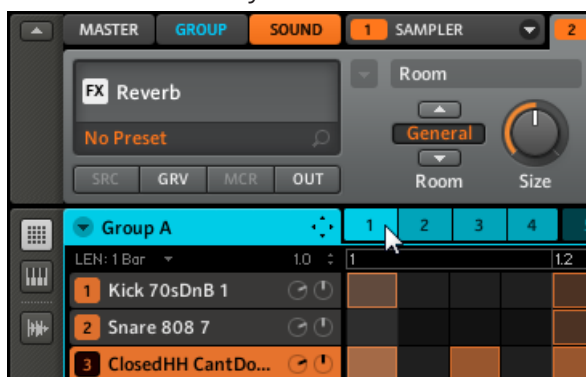 MASTER GROUP SOUND 1 SAMPLER 2
FX Reverb
No Preset
Room
General
Room Size
SRC GRV MCR OUT
Group A 1 2 3 4
LEN: 1 Bar 1.0 1 1.2
1 Kick 70sDnB 1
2 Snare 808 7
3 ClosedHH CantDo...